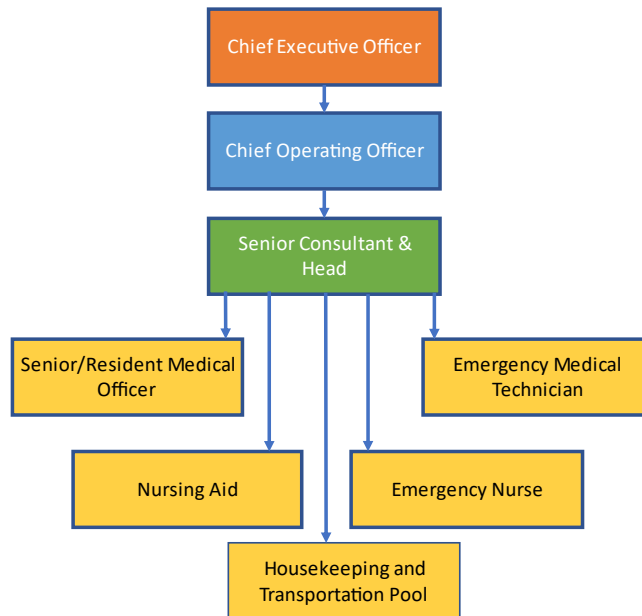 Chief Executive Officer
Chief Operating Officer
Senior Consultant &
Head
Senior/Resident Medical
Officer
Emergency Medical
Technician
Nursing Aid
Emergency Nurse
Housekeeping and
Transportation Pool